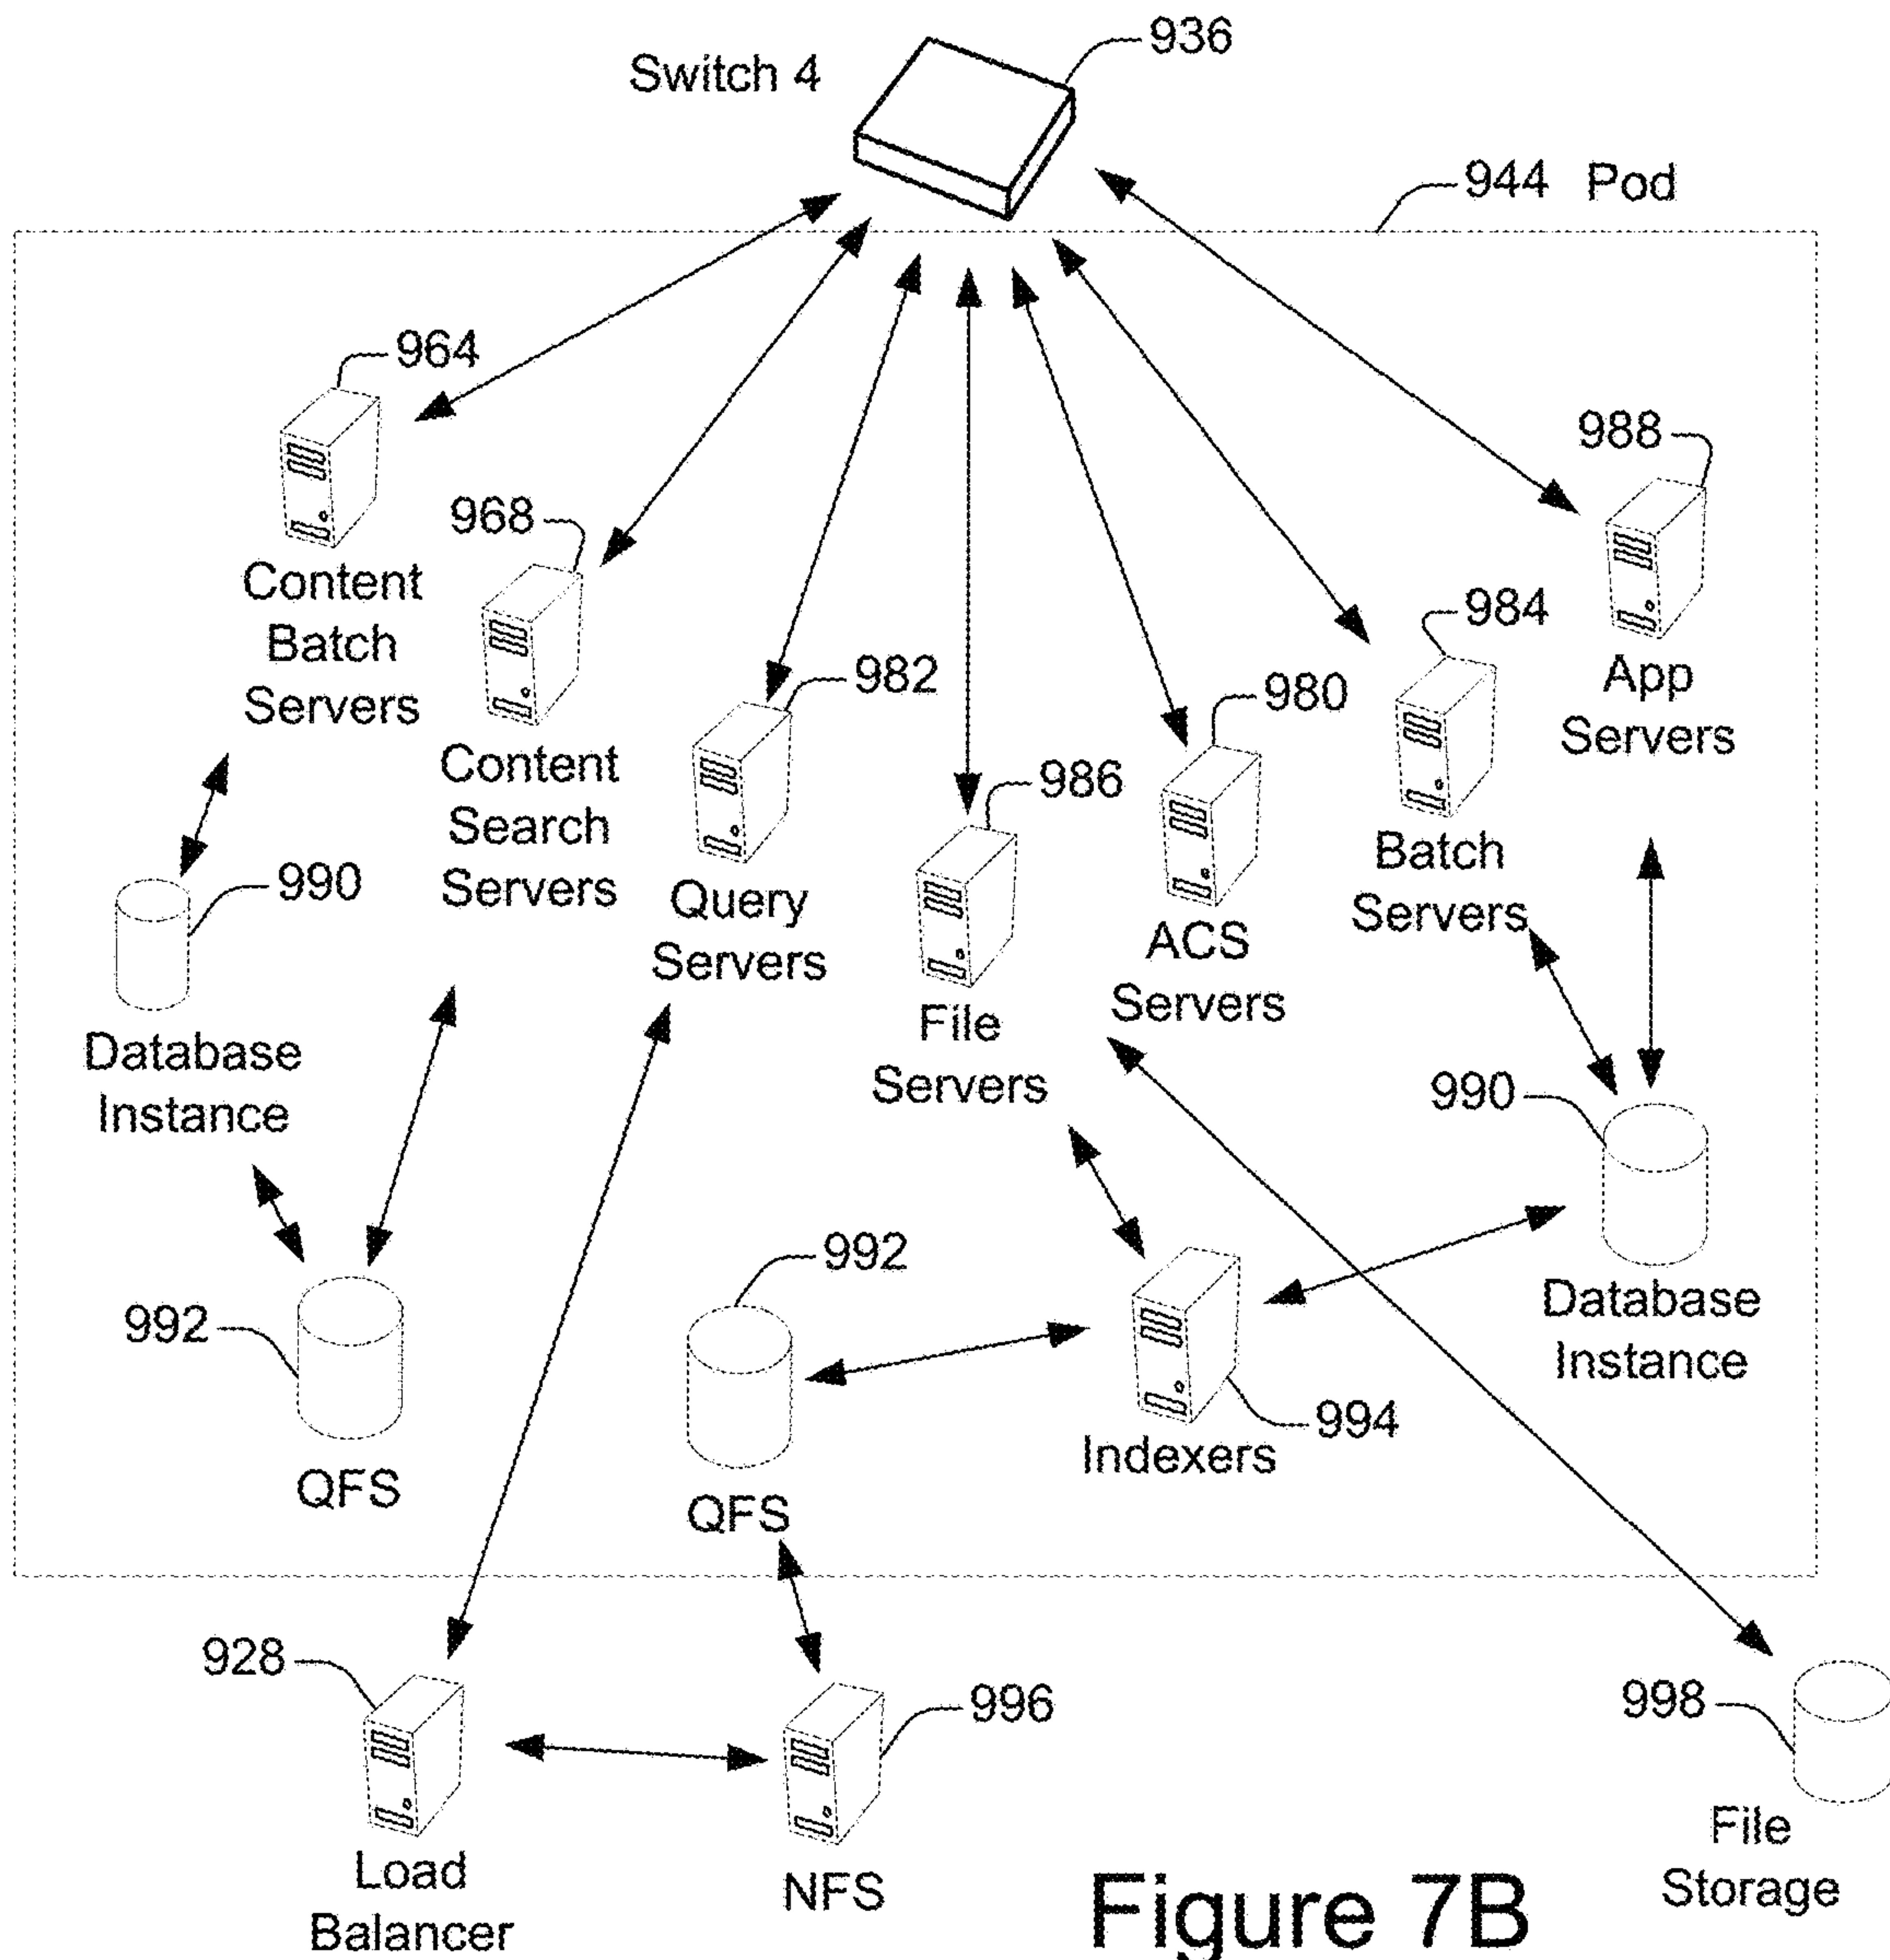 936
Switch 4
944 Pod
964
988
968
Content
Batch
Servers
984
982
980
App
Servers
Content
Search
Servers
986
Batch
Servers
990
Query
Servers
ACS
Servers
File
Servers
Database
Instance
990
992
992
Database
Instance
994
Indexers
QFS
QFS
928
996
998
File
Storage
Load
Balancer
NFS
Figure 7B